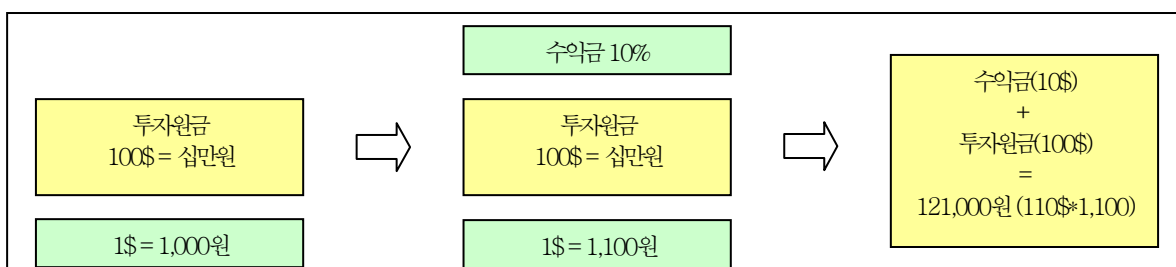 투자원금
100$ = 십만원
1$ = 1,000원
수익금 10%
투자원금
100$ = 십만원
1$ = 1,100원
수익금(10$)
+
투자원금(100$)
=
121,000원 (110$*1,100)